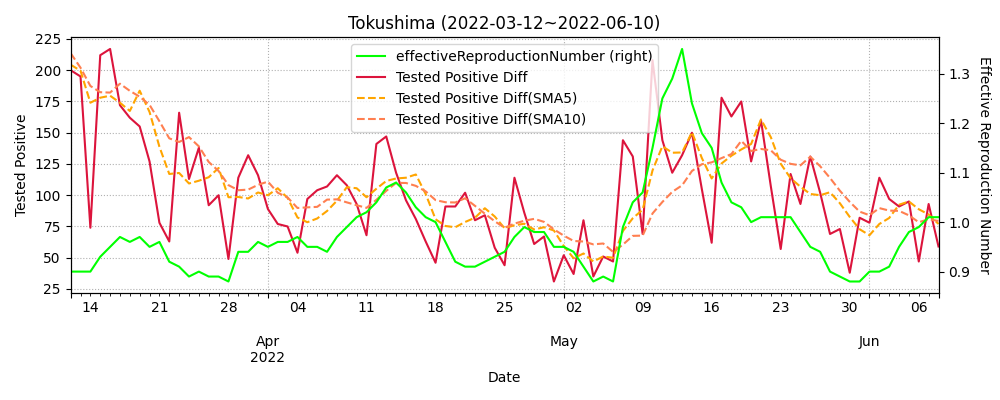 Tokushima (2022-03-12~2022-06-10)
effectiveReproductionNumber (right)
Tested Positive Diff
Tested Positive Diff(SMA5)
Tested Positive Diff(SMA10)
Tested Positive
225
200
175
150
125
100
75
50
25
Effective Reproduction Number
1.3
1.2
1.1
1.0
0.9
14 21 28 04 11 18 25 02 09 16 23 30 06
Apr May Jun
2022
Date